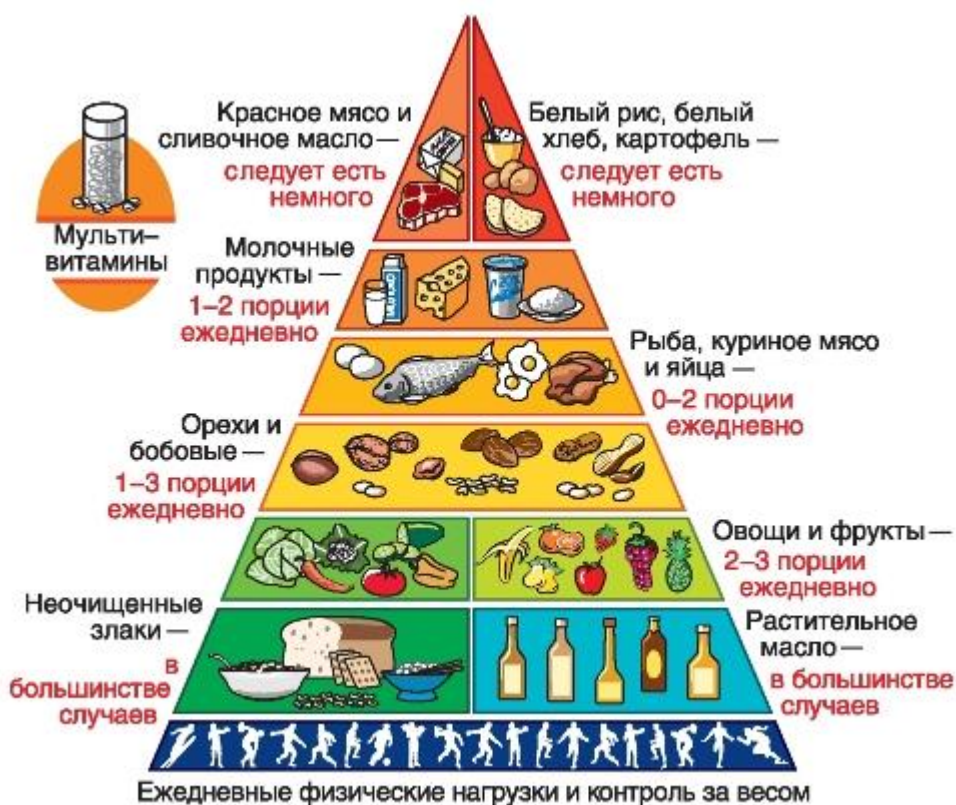 Красное мясо и
сливочное масло —
следует есть
немного
Белый рис, белый
хлеб, картофель —
следует есть
немного
Мульти–
витамины
Молочные
продукты —
1–2 порции
ежедневно
Рыба, куриное мясо
и яйца —
0–2 порции
ежедневно
Орехи и
бобовые —
1–3 порции
ежедневно
Овощи и фрукты —
2–3 порции
ежедневно
Неочищенные
злаки —
в
большинстве
случаев
Растительное
масло —
в большинстве
случаев
Ежедневные физические нагрузки и контроль за весом